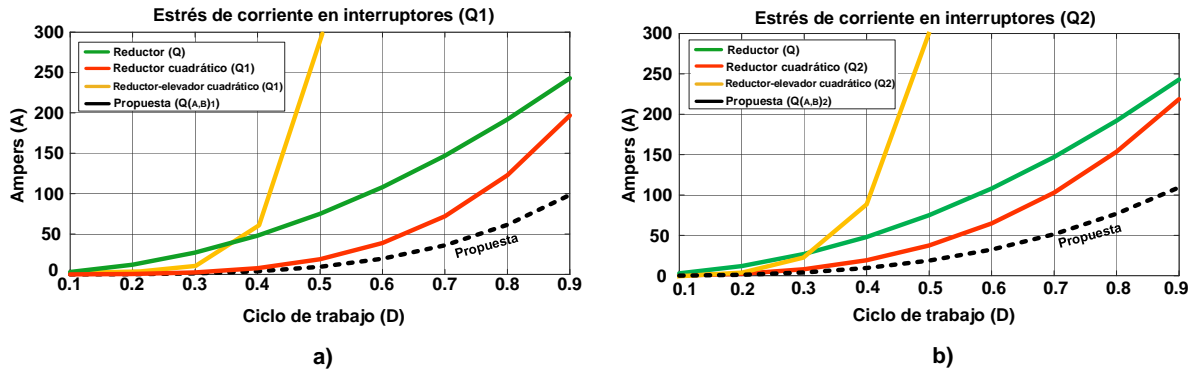 Estrés de corriente en interruptores (Q1)
300
250
200
150
100
50
0
Ampers (A)
Reductor (Q)
Reductor cuadrático (Q1)
Reductor-elevador cuadrático (Q1)
Propuesta (Q(A,B)1)
Propuesta
0.1 0.2 0.3 0.4 0.5 0.6 0.7 0.8 0.9
Ciclo de trabajo (D)
a)
Estrés de corriente en interruptores (Q2)
300
250
200
150
100
50
0
Ampers (A)
Reductor (Q)
Reductor cuadrático (Q2)
Reductor-elevador cuadrático (Q2)
Propuesta (Q(A,B)2)
Propuesta
0.1 0.2 0.3 0.4 0.5 0.6 0.7 0.8 0.9
Ciclo de trabajo (D)
b)